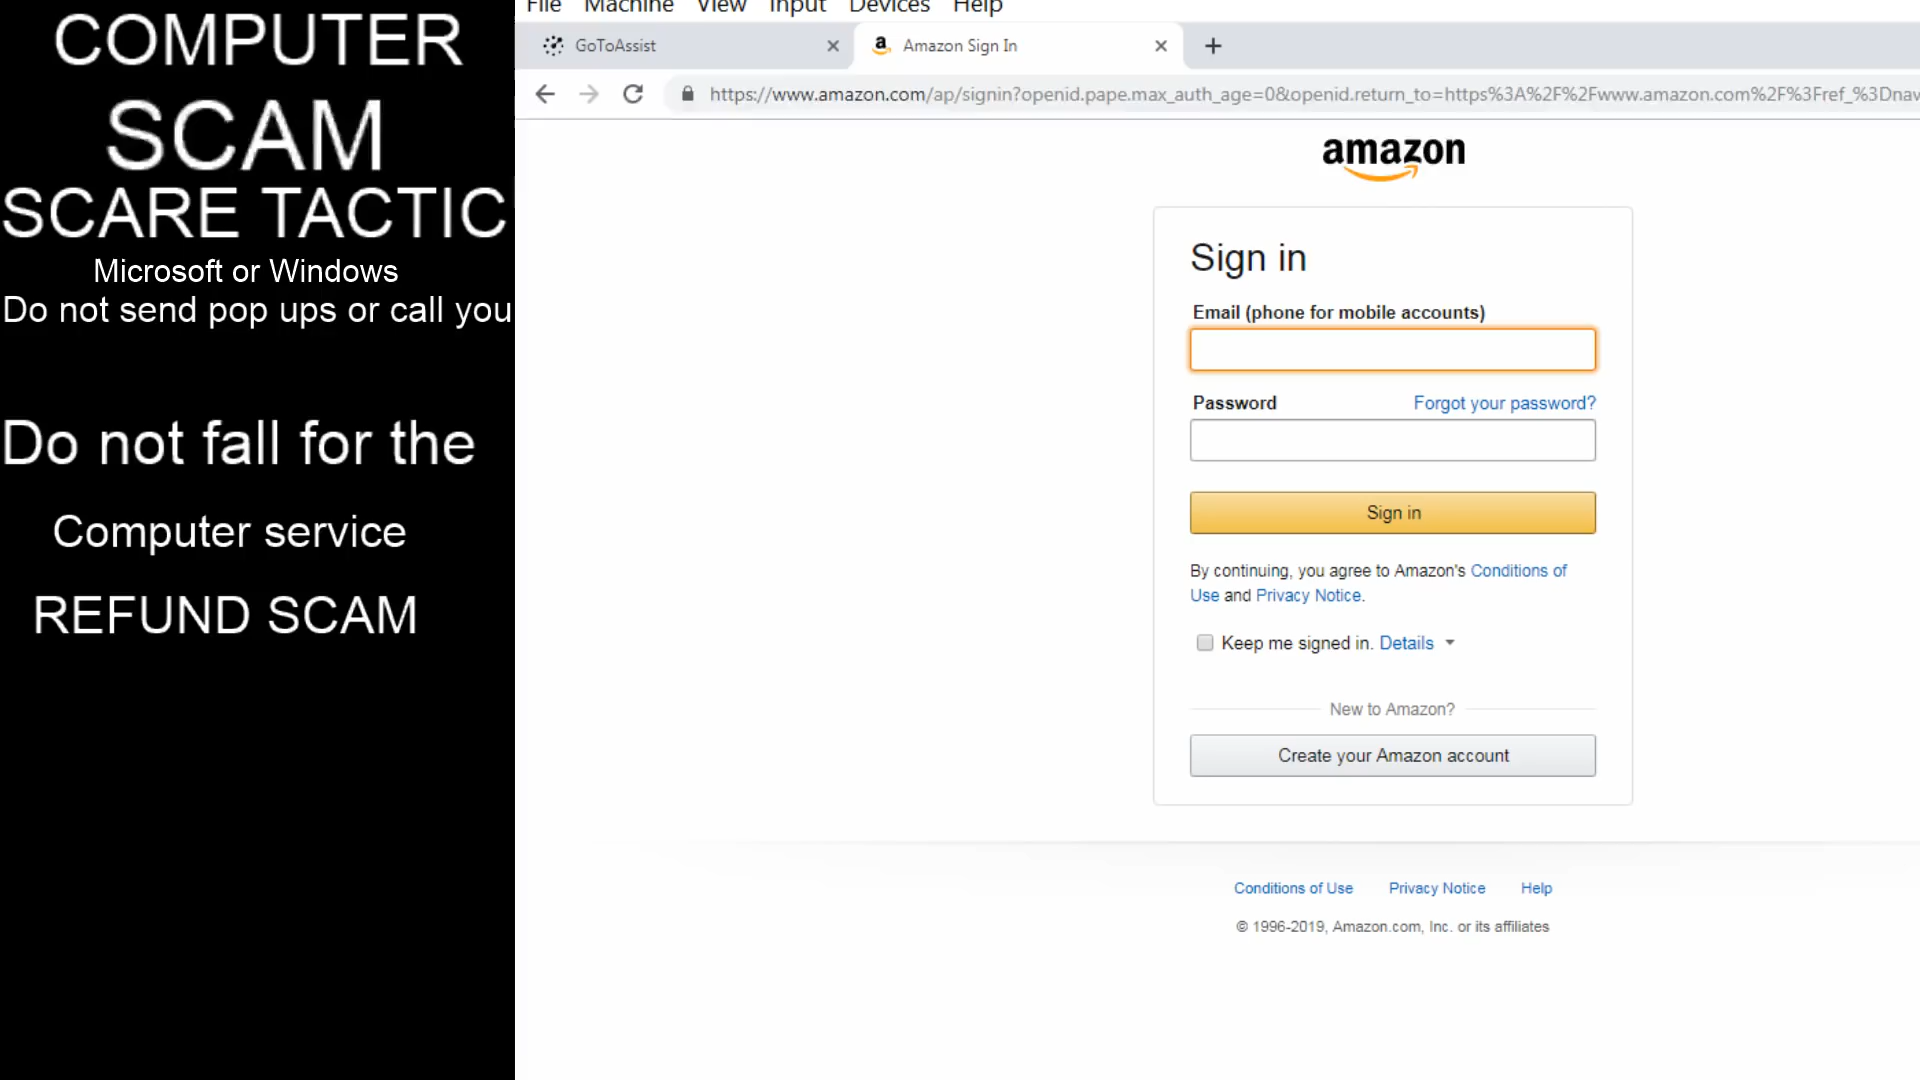 COMPUTER
SCAM
SCARE TACTIC
Microsoft or Windows
Do not send pop ups or call you
Do not fall for the
Computer service
REFUND SCAM
File Machine View Input Devices Help
GoToAssist
a Amazon Sign In
https://www.amazon.com/ap/signin?openid.pape.max_auth_age=0&openid.return_to=https%3A%2F%2Fwww.amazon.com%2F%3Fref_%3Dnav
amazon
Sign in
Email (phone for mobile accounts)
Password Forgot your password?
Sign in
By continuing, you agree to Amazon's Conditions of
Use and Privacy Notice.
Keep me signed in. Details
New to Amazon?
Create your Amazon account
Conditions of Use Privacy Notice Help
© 1996-2019, Amazon.com, Inc. or its affiliates